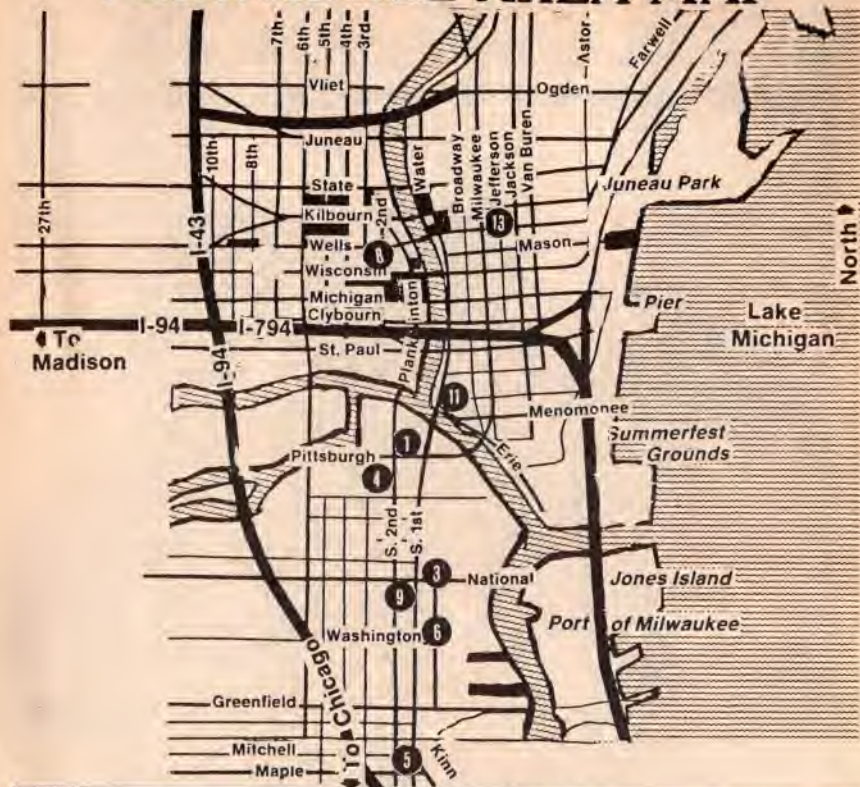 7th
6th
5th
4th
3rd
Astor
Farwell
Vliet
Ogden
Juneau
10th
8th
27th
I-43
State
Water
2nd
Broadway
Milwaukee
Jefferson
Jackson
Van Buren
Juneau Park
Kilbourn
13
Wells
8
Mason
Wisconsin
North
Michigan
Pier
Clybourn
Lake
Michigan
I-94
I-794
To
Madison
I-94
St. Paul
Plankinton
11
Menomonee
Summerfest
Grounds
1
Erie
Pittsburgh
4
S. 2nd
S. 1st
3
National
Jones Island
9
Port of Milwaukee
Washington
6
To Chicago
Greenfield
Mitchell
5
Kinn
Maple